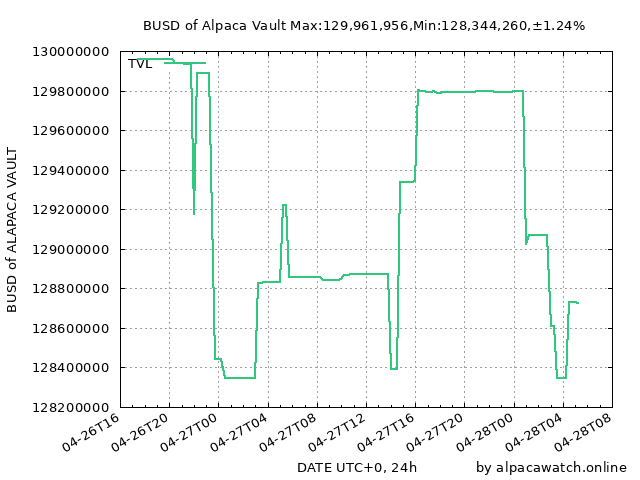 BUSD of Alpaca Vault Max:129,961,956,Min:128,344,260,±1.24%
130000000
TVL
129800000
129600000
129400000
129200000
129000000
128800000
128600000
128400000
128200000
BUSD of ALAPACA VAULT
04-26T16
04-26T20
04-27T00
04-27T04
04-27T08
04-27T12
04-27T16
04-27T20
04-28T00
04-28T04
04-28T08
DATE UTC+0, 24h
by alpacawatch.online